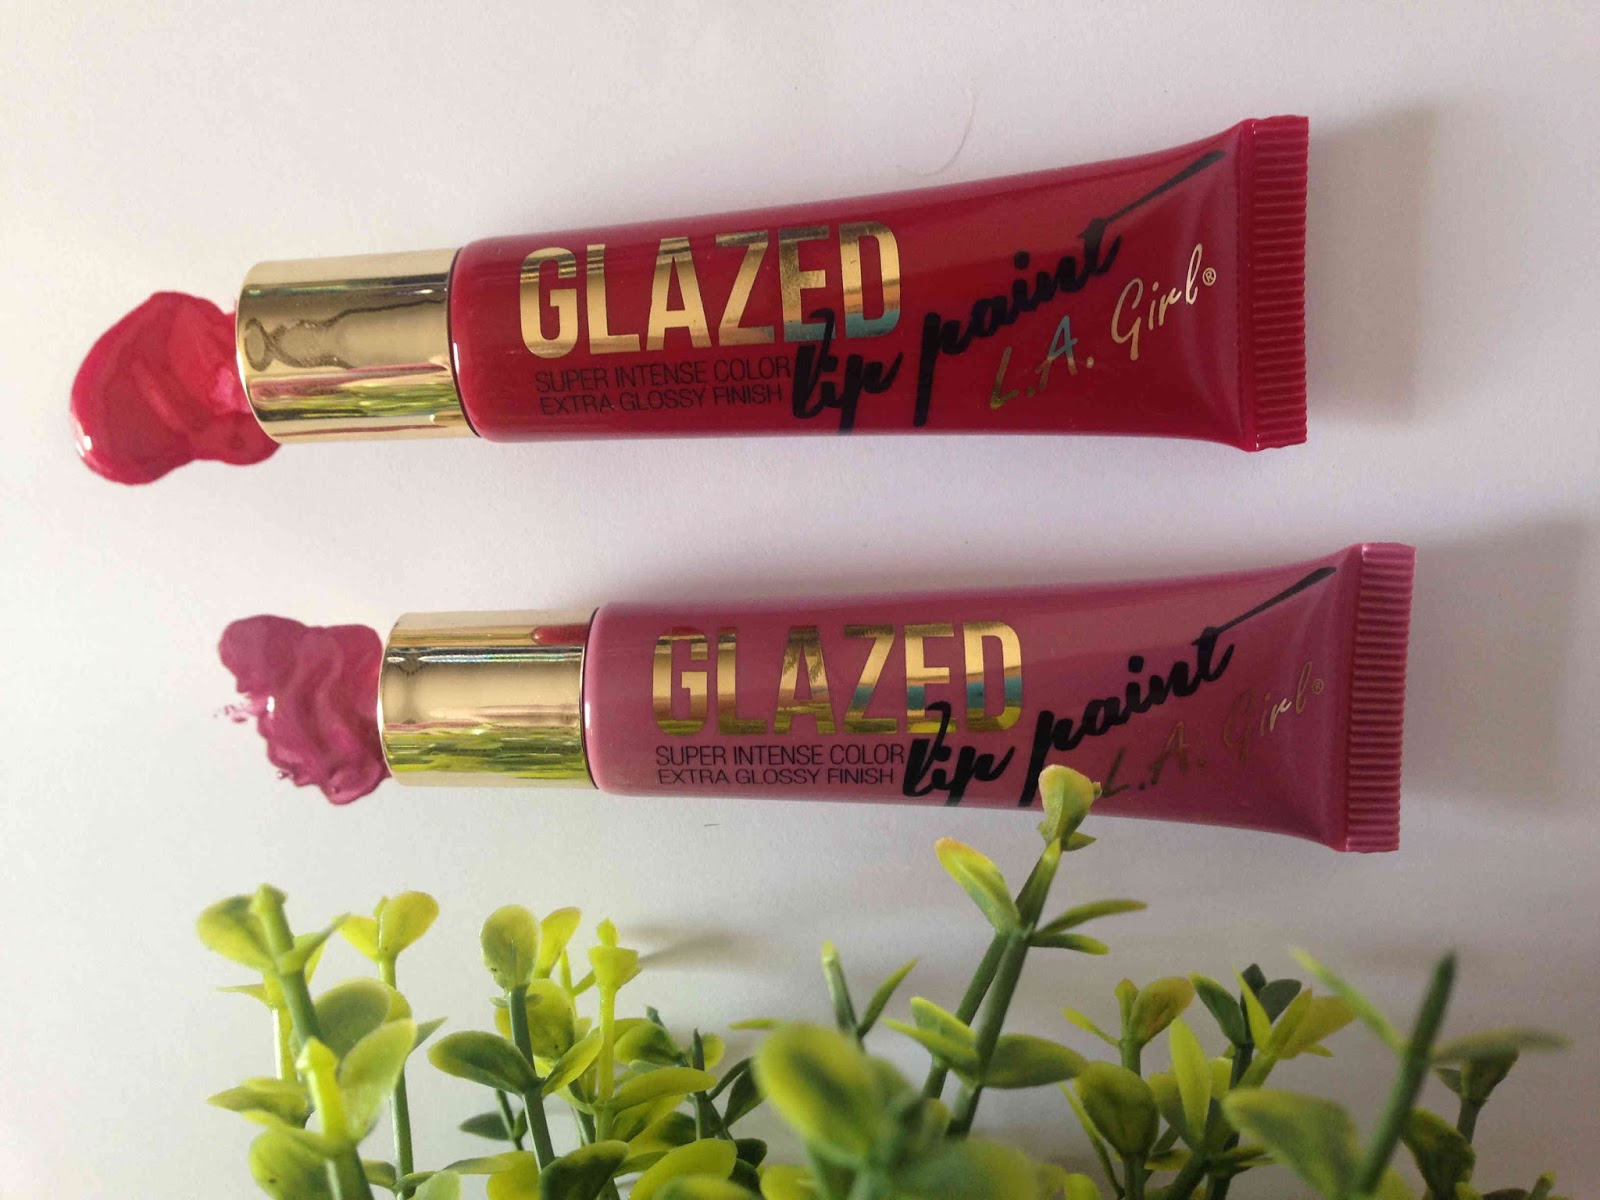 GLAZED
lip paint
SUPER INTENSE COLOR
EXTRA GLOSSY FINISH
L.A. Girl®
GLAZED
lip paint
SUPER INTENSE COLOR
EXTRA GLOSSY FINISH
L.A. Girl®